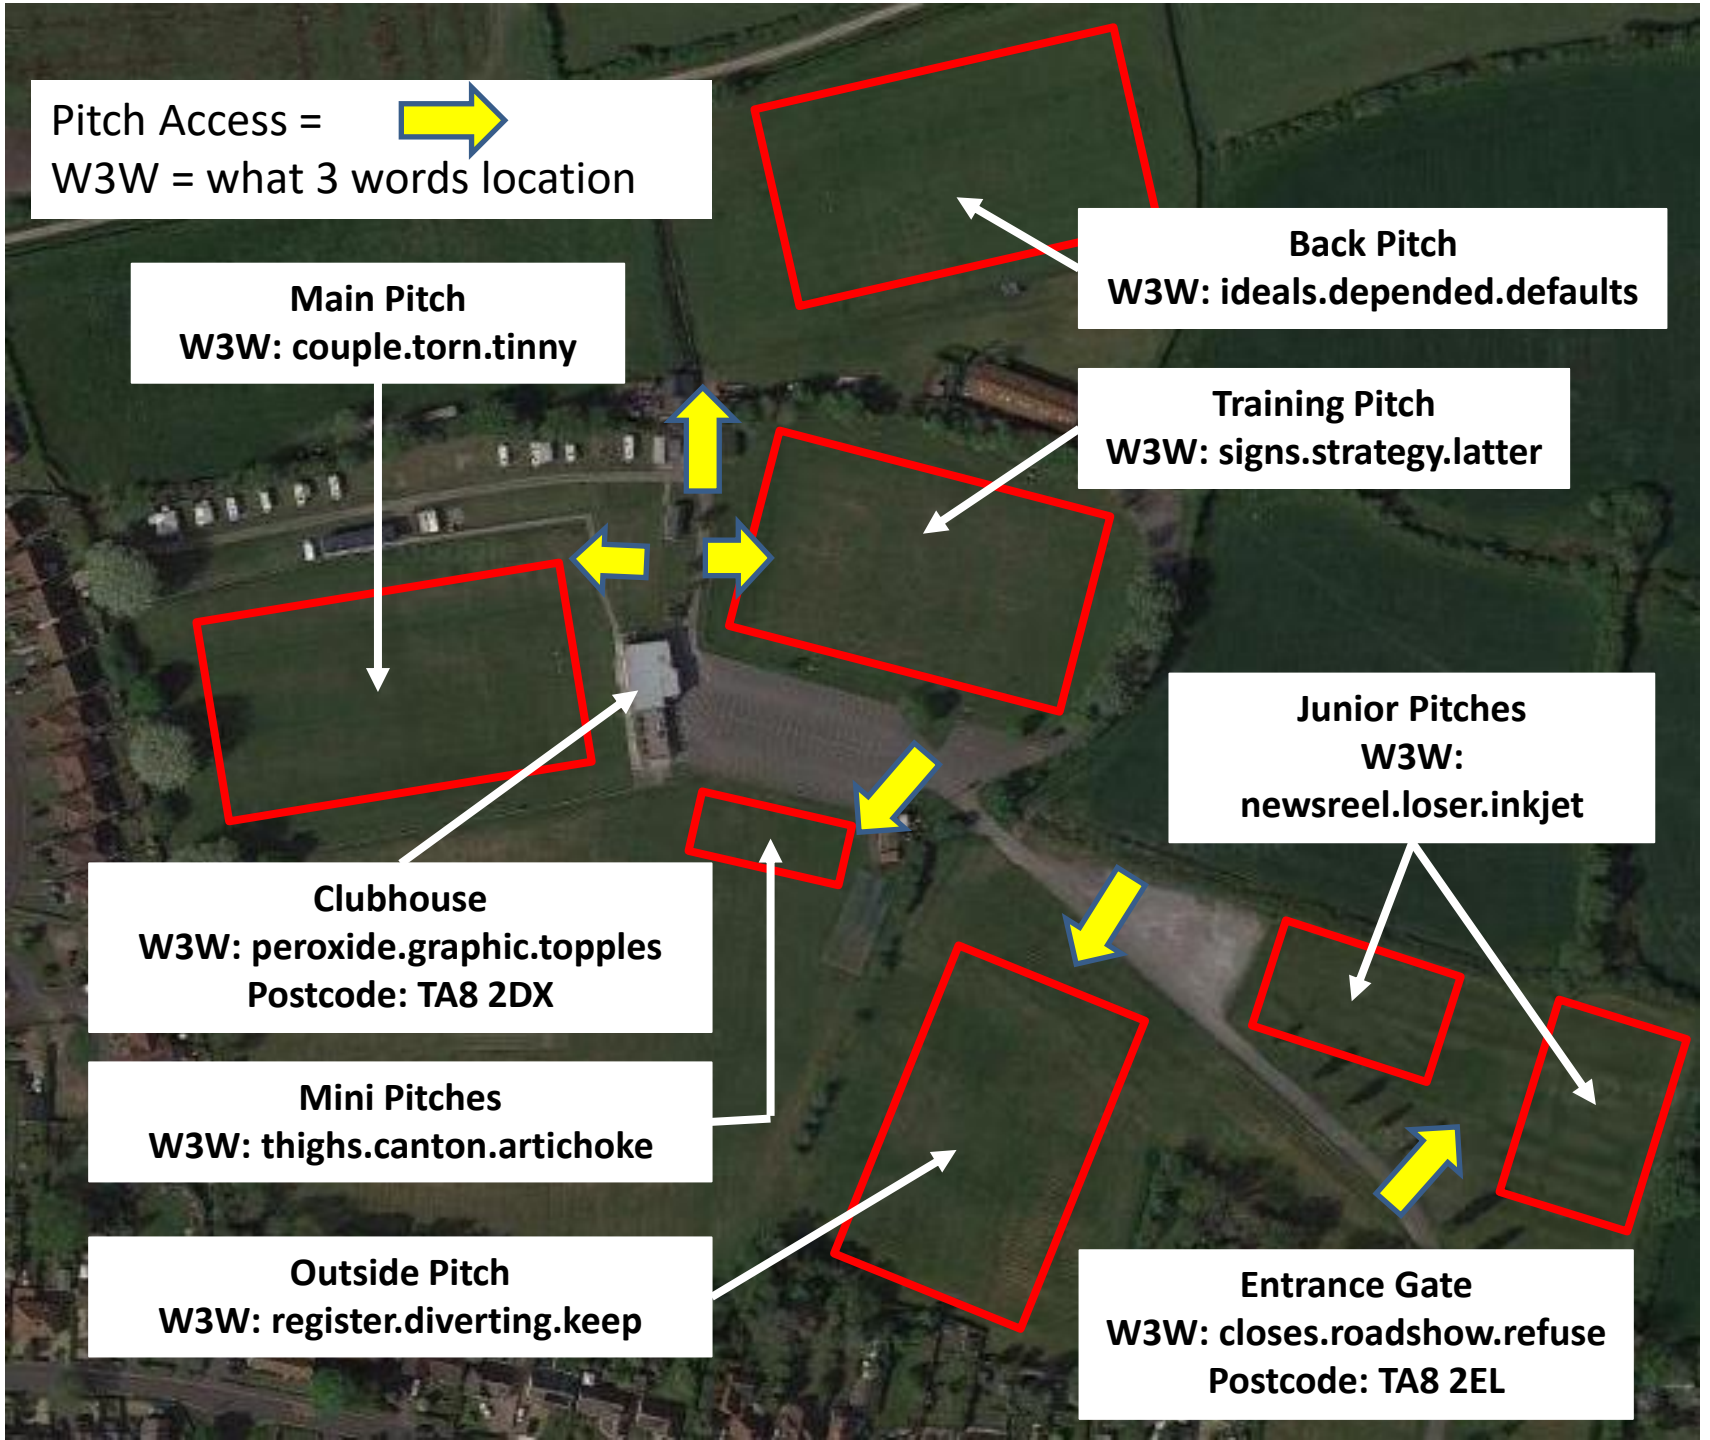 Pitch Access =
W3W = what 3 words location
Back Pitch
W3W: ideals.depended.defaults
Main Pitch
W3W: couple.torn.tinny
Training Pitch
W3W: signs.strategy.latter
Junior Pitches
W3W:
newsreel.loser.inkjet
Clubhouse
W3W: peroxide.graphic.topples
Postcode: TA8 2DX
Mini Pitches
W3W: thighs.canton.artichoke
Outside Pitch
W3W: register.diverting.keep
Entrance Gate
W3W: closes.roadshow.refuse
Postcode: TA8 2EL